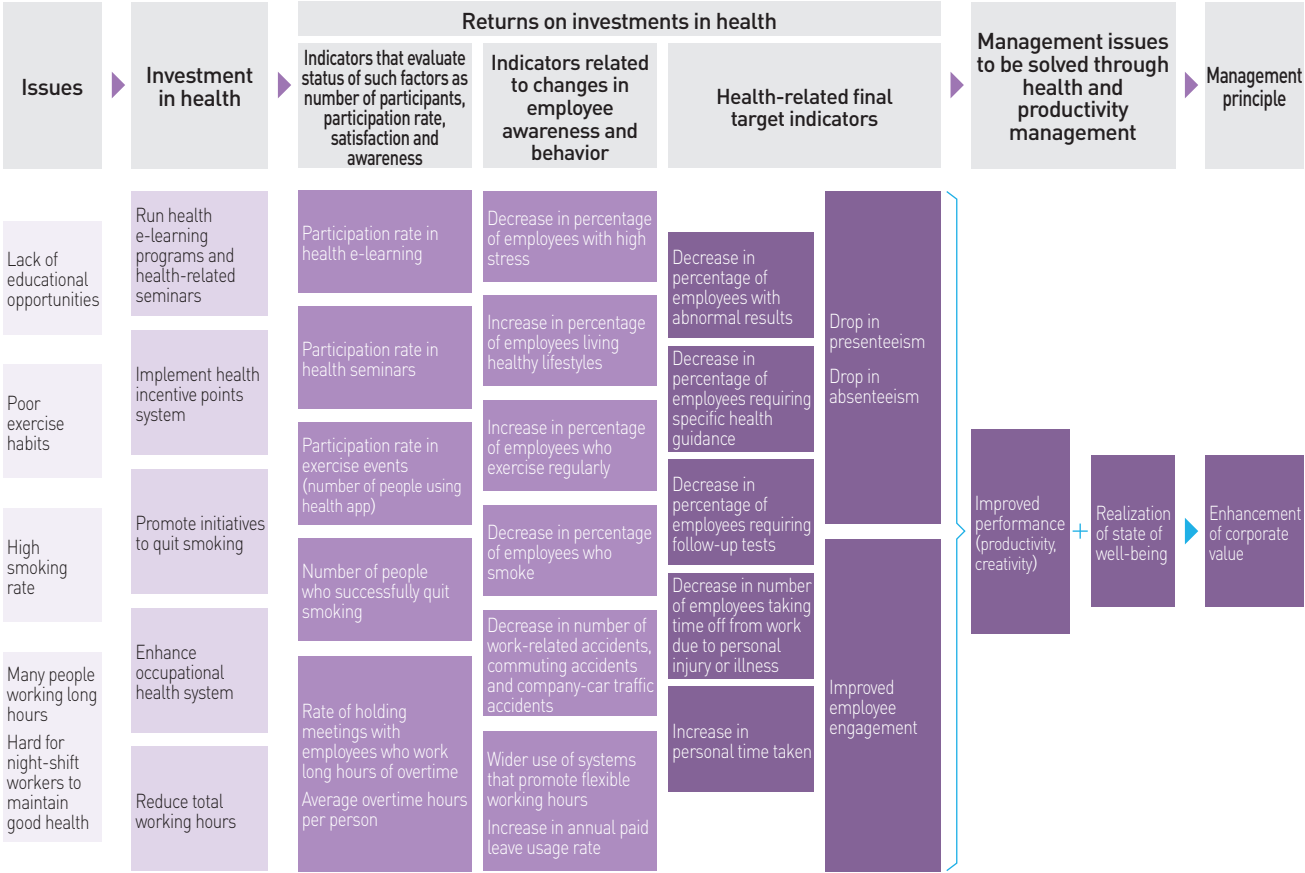 Issues
Investment
in health
Returns on investments in health
Indicators that evaluate
status of such factors as
number of participants,
participation rate,
satisfaction and
awareness
Indicators related
to changes in
employee
awareness and
behavior
Health-related final
target indicators
Management issues
to be solved through
health and
productivity
management
Management
principle
Lack of
educational
opportunities
Poor
exercise
habits
High
smoking
rate
Many people
working long
hours
Hard for
night-shift
workers to
maintain
good health
Run health
e-learning
programs and
health-related
seminars
Implement health
incentive points
system
Promote initiatives
to quit smoking
Enhance
occupational
health system
Reduce total
working hours
Participation rate in
health e-learning
Participation rate in
health seminars
Participation rate in
exercise events
(number of people using
health app)
Number of people
who successfully quit
smoking
Rate of holding
meetings with
employees who work
long hours of overtime
Average overtime hours
per person
Decrease in percentage
of employees with high
stress
Increase in percentage
of employees living
healthy lifestyles
Increase in percentage
of employees who
exercise regularly
Decrease in percentage
of employees who
smoke
Decrease in number of
work-related accidents,
commuting accidents
and company-car traffic
accidents
Wider use of systems
that promote flexible
working hours
Increase in annual paid
leave usage rate
Decrease in
percentage of
employees with
abnormal results
Decrease in
percentage of
employees requiring
specific health
guidance
Decrease in
percentage of
employees requiring
follow-up tests
Decrease in number
of employees taking
time off from work
due to personal
injury or illness
Increase in
personal time taken
Drop in
presenteeism
Drop in
absenteeism
Improved
employee
engagement
Improved
performance
(productivity,
creativity)
+
Realization
of state of
well-being
Enhancement
of corporate
value